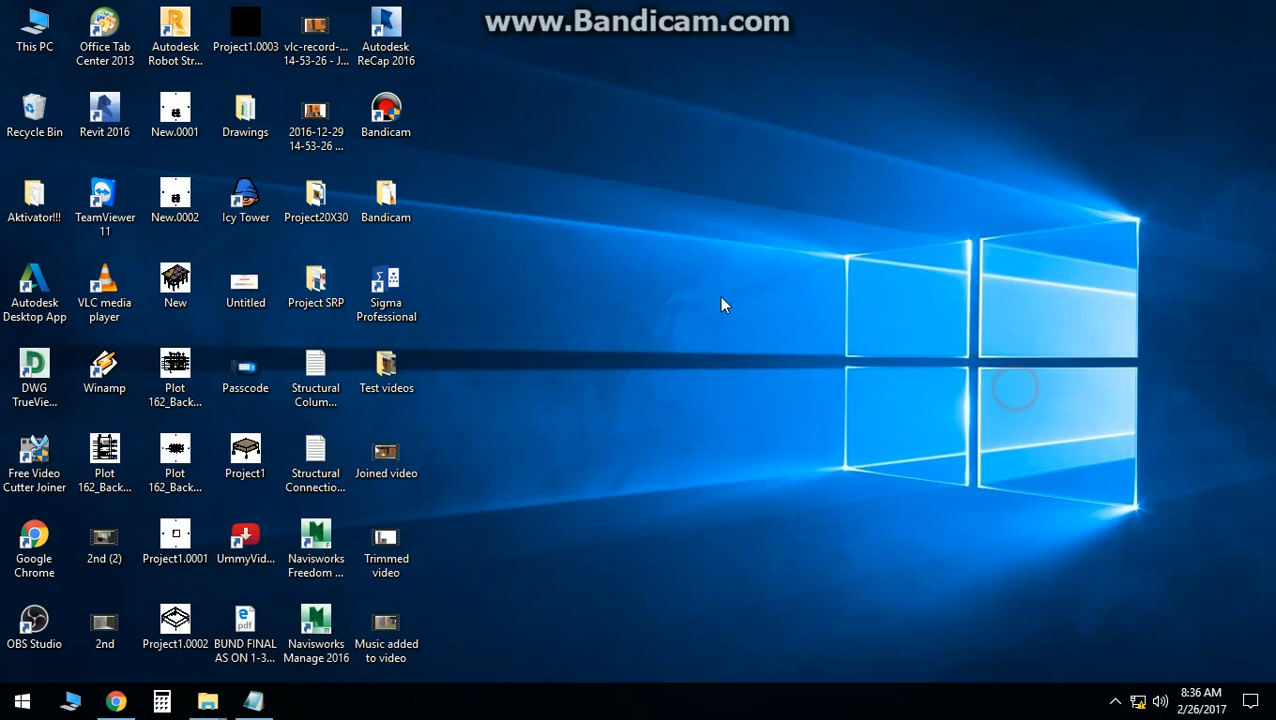 www.Bandicam.com
This PC
Office Tab
Center 2013
Autodesk
Robot Str...
Project1.0003
vlc-record-...
14-53-26 - J...
Autodesk
ReCap 2016
Recycle Bin
Revit 2016
New.0001
Drawings
2016-12-29
14-53-26 ...
Bandicam
Aktivator!!!
TeamViewer
11
New.0002
Icy Tower
Project20X30
Bandicam
Autodesk
Desktop App
VLC media
player
New
Untitled
Project SRP
Sigma
Professional
DWG
TrueVie...
Winamp
Plot
162_Back...
Passcode
Structural
Colum...
Test videos
Free Video
Cutter Joiner
Plot
162_Back...
Plot
162_Back...
Project1
Structural
Connectio...
Joined video
Google
Chrome
2nd (2)
Project1.0001
UmmyVid...
Navisworks
Freedom ...
Trimmed
video
OBS Studio
2nd
Project1.0002
pdf
BUND FINAL
AS ON 1-3...
Navisworks
Manage 2016
Music added
to video
8:36 AM
2/26/2017